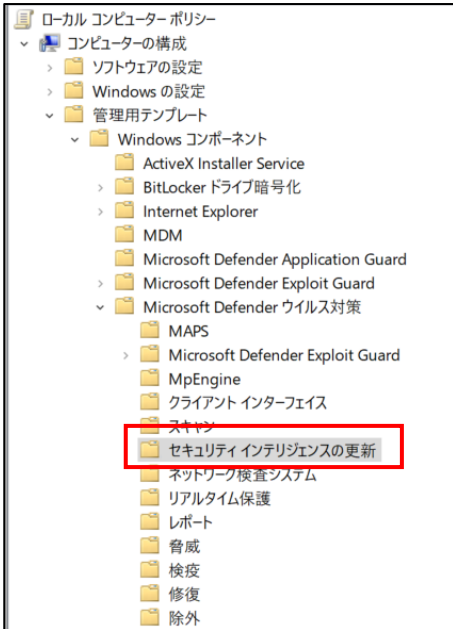 ローカル コンピューター ポリシー
コンピューターの構成
ソフトウェアの設定
Windows の設定
管理用テンプレート
Windows コンポーネント
ActiveX Installer Service
BitLocker ドライブ暗号化
Internet Explorer
MDM
Microsoft Defender Application Guard
Microsoft Defender Exploit Guard
Microsoft Defender ウイルス対策
MAPS
Microsoft Defender Exploit Guard
MpEngine
クライアント インターフェイス
スキャン
セキュリティ インテリジェンスの更新
ネットワーク検査システム
リアルタイム保護
レポート
脅威
検疫
修復
除外